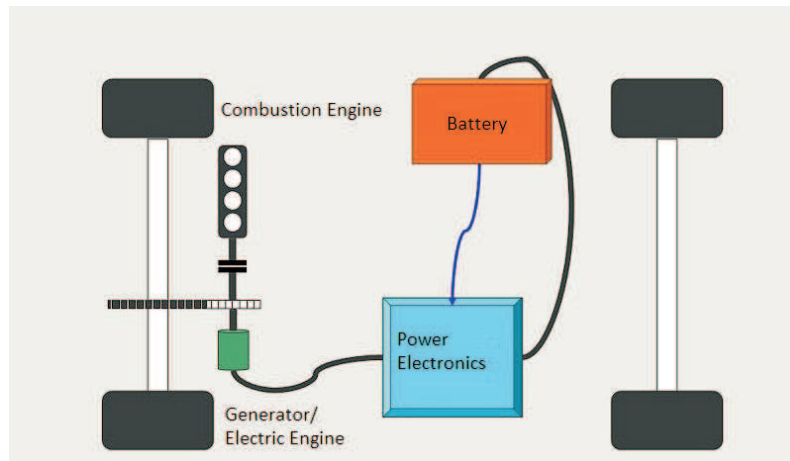 Combustion Engine
Battery
Power
Electronics
Generator/
Electric Engine